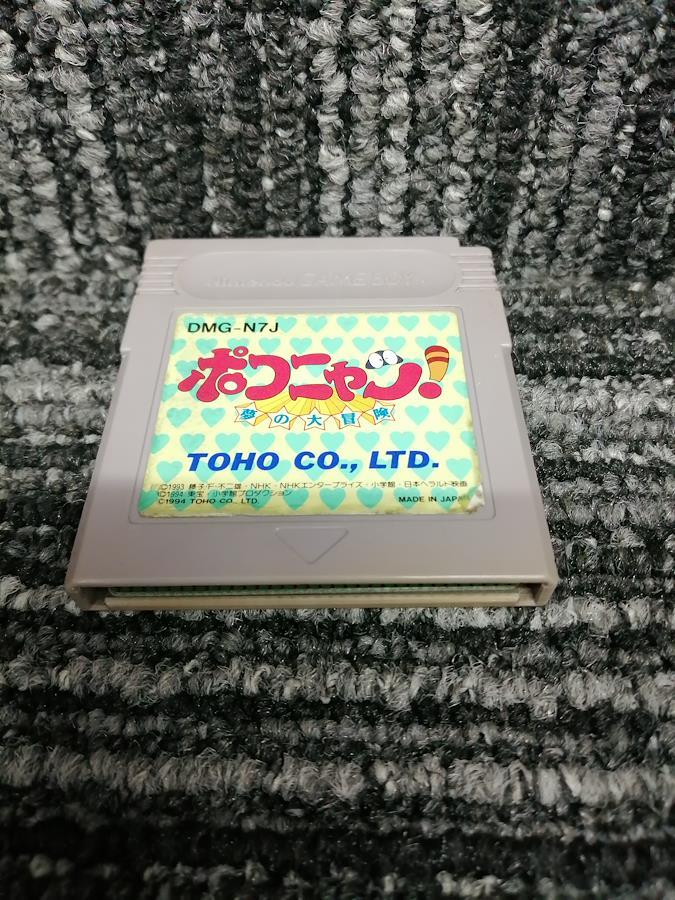 Nintendo GAME BOY™
DMG-N7J
ポコニャン!
夢の大冒険
TOHO CO., LTD.
©1993 藤子・F・不二雄・NHK・NHKエンタープライズ・小学館・日本ヘラルド映画
©1994 東宝・小学館プロダクション
©1994 TOHO CO., LTD.
MADE IN JAPAN